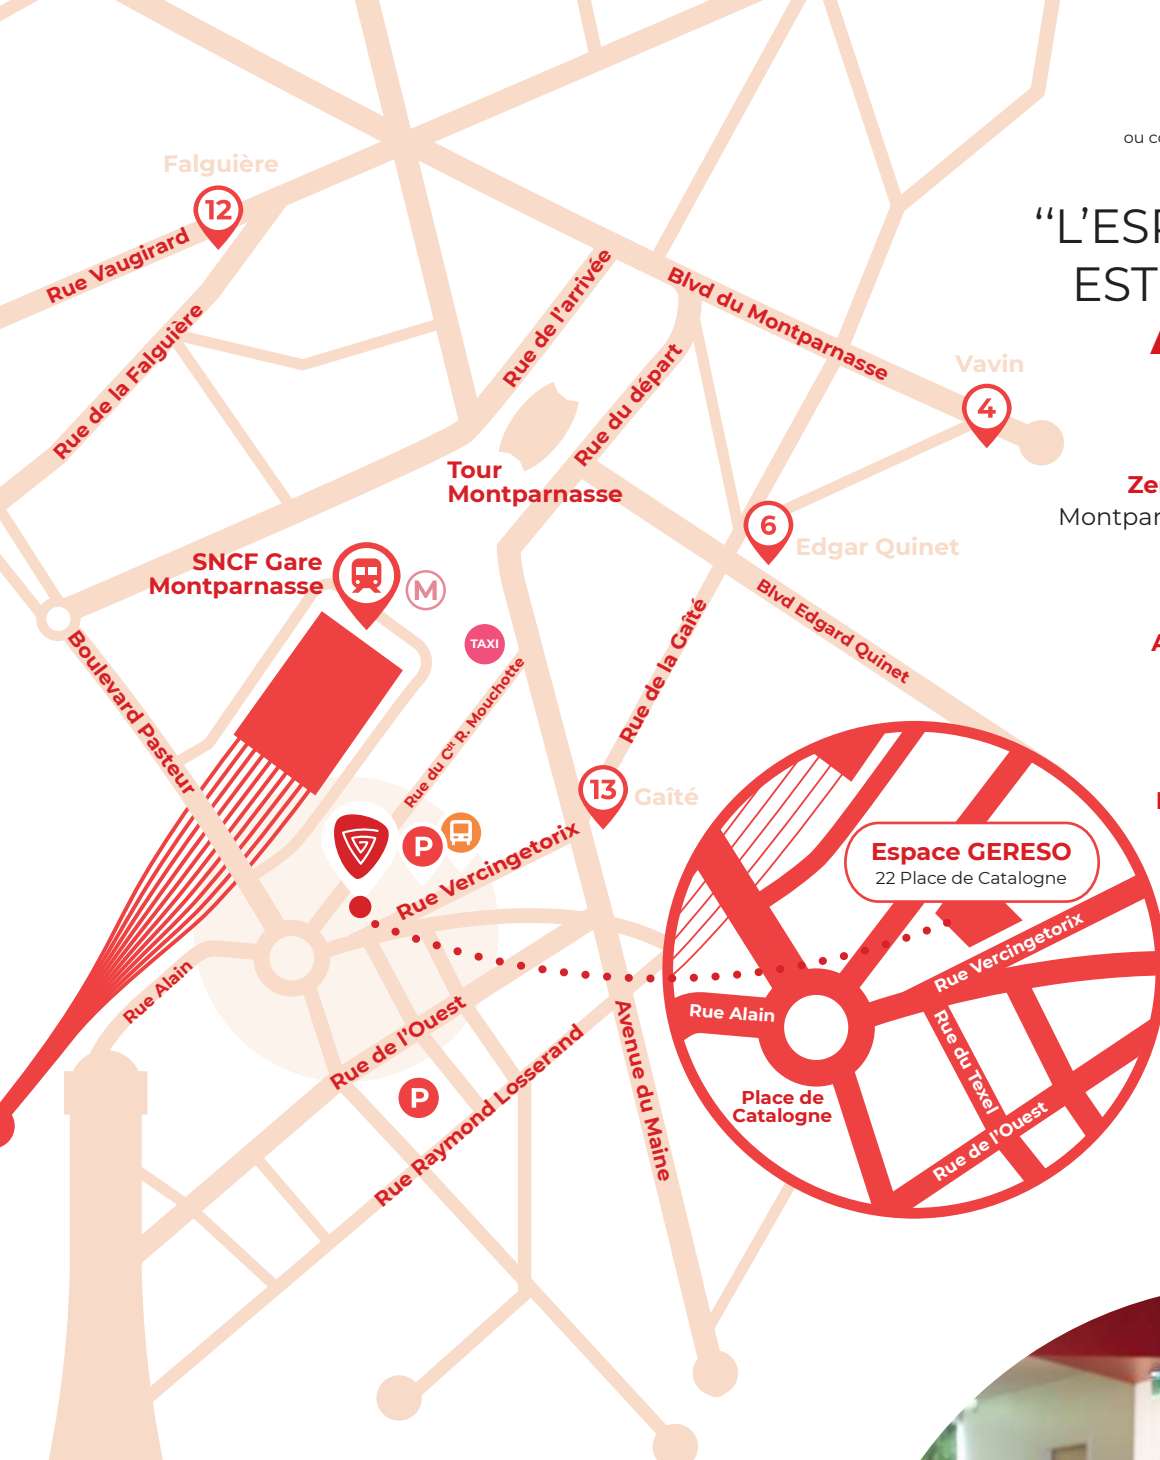 Falguière
12
Rue Vaugirard
Rue de la Falguière
Rue de l'arrivée
Blvd du Montparnasse
Rue du départ
Vavin
4
Tour
Montparnasse
6
Edgar Quinet
SNCF Gare
Montparnasse
M
TAXI
Blvd Edgard Quinet
Rue de la Gaîté
Boulevard Pasteur
Rue du Cdt R. Mouchotte
13
Gaîté
P
Rue Vercingetorix
Rue Alain
Rue de l'Ouest
P
Rue Raymond Losserand
Avenue du Maine
Espace GERESO
22 Place de Catalogne
Rue Vercingetorix
Rue Alain
Rue du Texel
Place de
Catalogne
Rue de l'Ouest
ou
“L’ESP
EST
Ze
Montpar